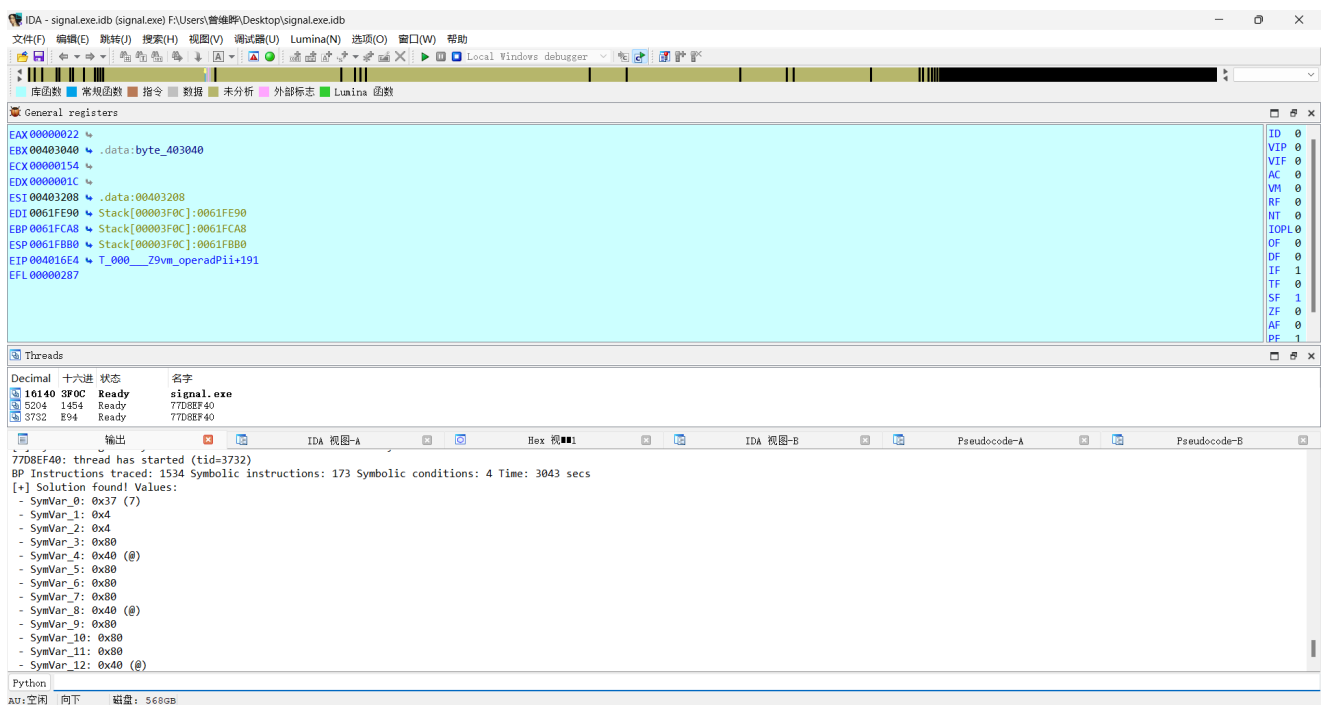 IDA - signal.exe.idb (signal.exe) F:\Users\曾维晔\Desktop\signal.exe.idb
文件(F) 编辑(E) 跳转(J) 搜索(H) 视图(V) 调试器(U) Lumina(N) 选项(O) 窗口(W) 帮助
Local Windows debugger
库函数 常规函数 指令 数据 未分析 外部标志 Lumina 函数
General registers
EAX 00000022
EBX 00403040 .data:byte_403040
ECX 00000154
EDX 0000001C
ESI 00403208 .data:00403208
EDI 0061FE90 Stack[00003F0C]:0061FE90
EBP 0061FCA8 Stack[00003F0C]:0061FCA8
ESP 0061FBB0 Stack[00003F0C]:0061FBB0
EIP 004016E4 T_000___Z9vm_operadPii+191
EFL 00000287
ID 0
VIP 0
VIF 0
AC 0
VM 0
RF 0
NT 0
IOPL 0
OF 0
DF 0
IF 1
TF 0
SF 1
ZF 0
AF 0
PF 1
Threads
Decimal 十六进 状态 名字
16140 3F0C Ready signal.exe
5204 1454 Ready 77D8EF40
3732 E94 Ready 77D8EF40
输出 IDA 视图-A Hex 视■■1 IDA 视图-B Pseudocode-A Pseudocode-B
77D8EF40: thread has started (tid=3732)
BP Instructions traced: 1534 Symbolic instructions: 173 Symbolic conditions: 4 Time: 3043 secs
[+] Solution found! Values:
- SymVar_0: 0x37 (7)
- SymVar_1: 0x4
- SymVar_2: 0x4
- SymVar_3: 0x80
- SymVar_4: 0x40 (@)
- SymVar_5: 0x80
- SymVar_6: 0x80
- SymVar_7: 0x80
- SymVar_8: 0x40 (@)
- SymVar_9: 0x80
- SymVar_10: 0x80
- SymVar_11: 0x80
- SymVar_12: 0x40 (@)
Python
AU:空闲 向下 磁盘: 568GB